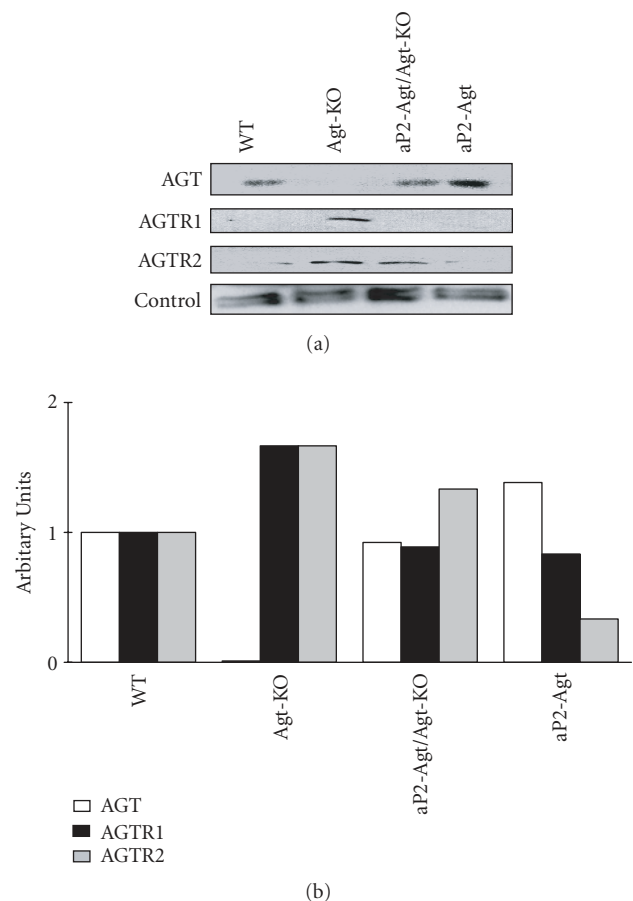 WT
Agt-KO
aP2-Agt/Agt-KO
aP2-Agt
AGT
AGTR1
AGTR2
Control
(a)
2
1
0
Arbitary Units
WT
Agt-KO
aP2-Agt/Agt-KO
aP2-Agt
AGT
AGTR1
AGTR2
(b)